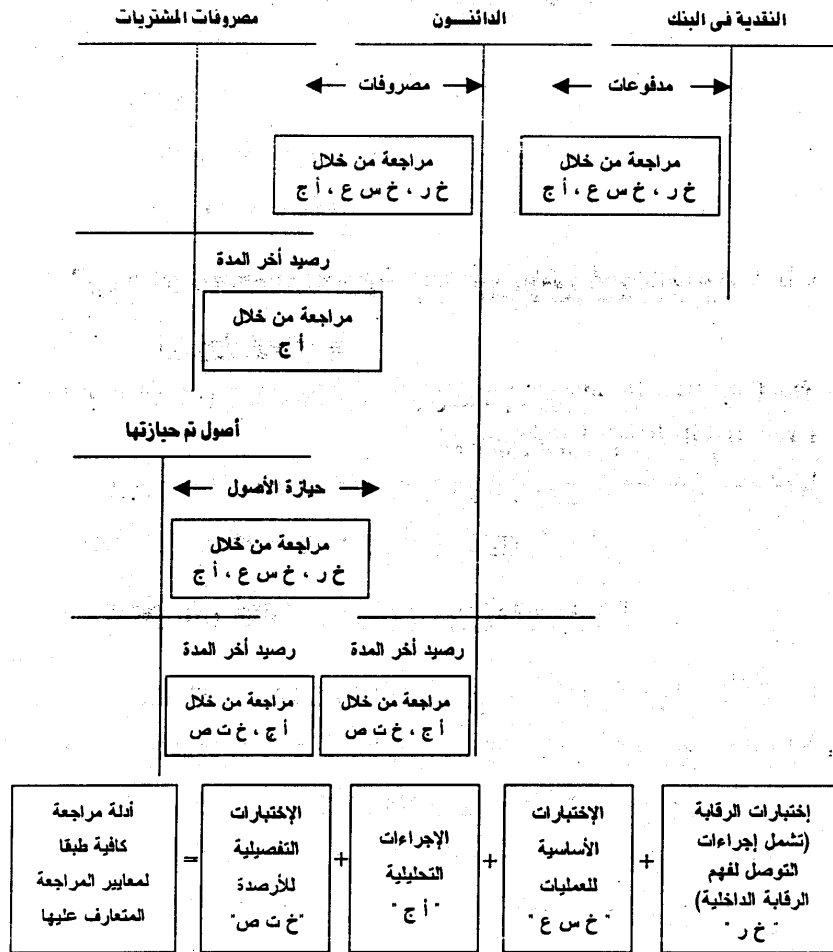 النقدية فى البنك
الدائنـــون
مصروفات المشتريات
مدفوعات
مصروفات
مراجعة من خلال
خ ر ، خ س ع ، أ ج
مراجعة من خلال
خ ر ، خ س ع ، أ ج
رصيد أخر المدة
مراجعة من خلال
أ ج
أصول تم حيازتها
حيازة الأصول
مراجعة من خلال
خ ر ، خ س ع ، أ ج
رصيد أخر المدة
رصيد أخر المدة
مراجعة من خلال
أ ج ، خ ت ص
مراجعة من خلال
أ ج ، خ ت ص
إختبارات الرقابة
(تشمل إجراءات
التوصل لفهم
الرقابة الداخلية)
" خ ر "
+
الإختبارات
الأساسية
للعمليات
" خ س ع "
+
الإجراءات
التحليلية
" أ ج "
+
الإختبارات
التفصيلية
للأرصدة
"خ ت ص"
=
أدلة مراجعة
كافية طبقا
لمعايير المراجعة
المتعارف عليها